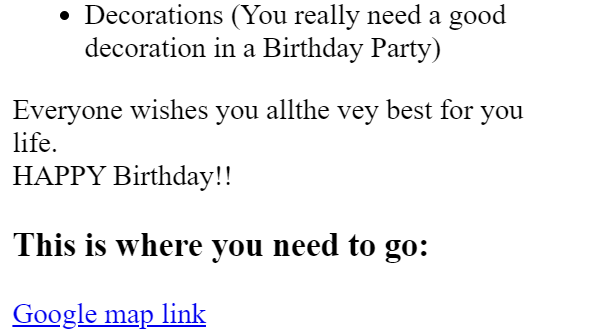 • Decorations (You really need a good
decoration in a Birthday Party)
Everyone wishes you allthe vey best for you
life.
HAPPY Birthday!!
This is where you need to go:
Google map link